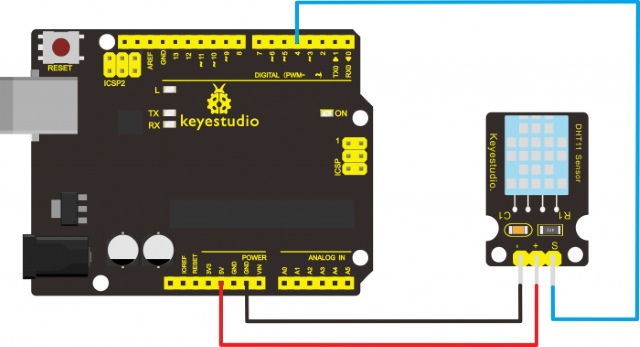 RESET
ICSP2
AREF
GND
13
12
~11
~10
~9
8
7
~6
~5
4
~3
2
TX0 ▸1
RX0 ◂0
DIGITAL (PWM~
L
TX
RX
ON
keyestudio
1
ICSP
IOREF
RESET
3V3
5V
GND
GND
VIN
POWER
ANALOG IN
A0
A1
A2
A3
A4
A5
Keyestudio.
DHT11 Sensor
C1
R1
-
+
S